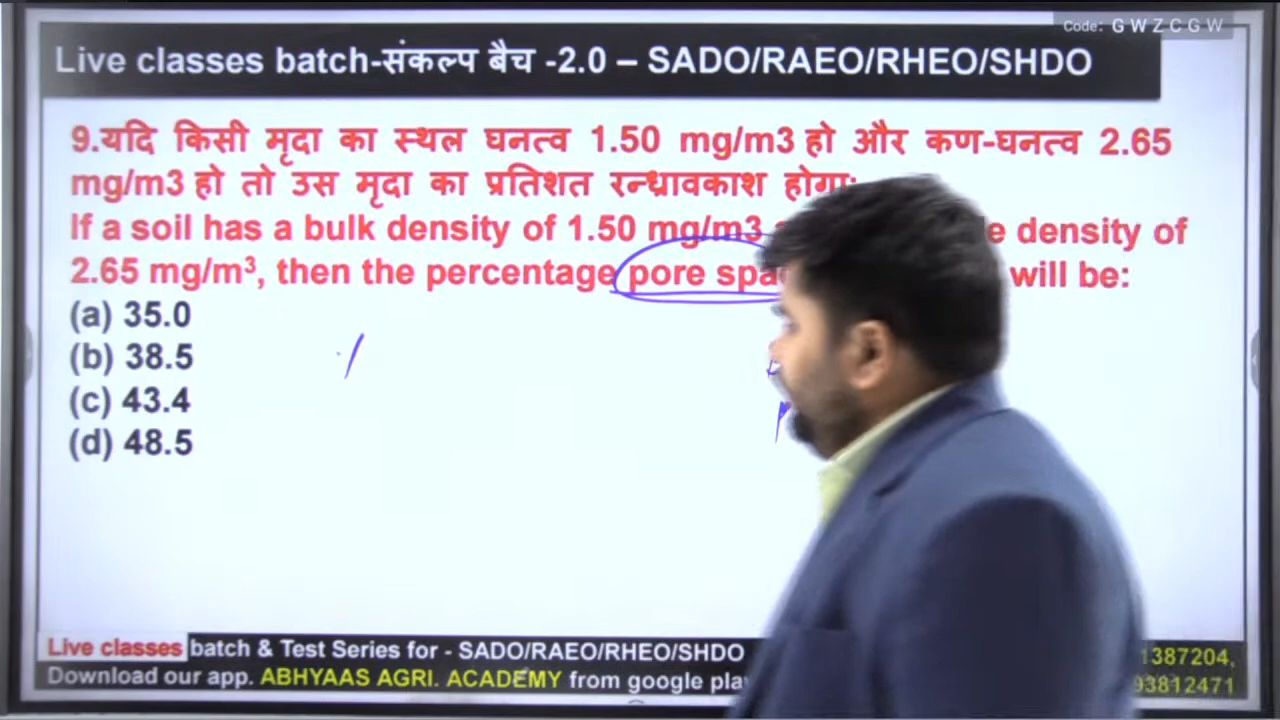 Code: G W Z C G W
Live classes batch-संकल्प बैच -2.0 – SADO/RAEO/RHEO/SHDO
9.यदि किसी मृदा का स्थल घनत्व 1.50 mg/m3 हो और कण-घनत्व 2.65
mg/m3 हो तो उस मृदा का प्रतिशत रन्ध्रावकाश होगा:
If a soil has a bulk density of 1.50 mg/m3 density of
2.65 mg/m³, then the percentage pore will be:
(a) 35.0
(b) 38.5
(c) 43.4
(d) 48.5
Live classes batch & Test Series for - SADO/RAEO/RHEO/SHDO 1387204,
Download our app. ABHYAAS AGRI. ACADEMY from google 93812471